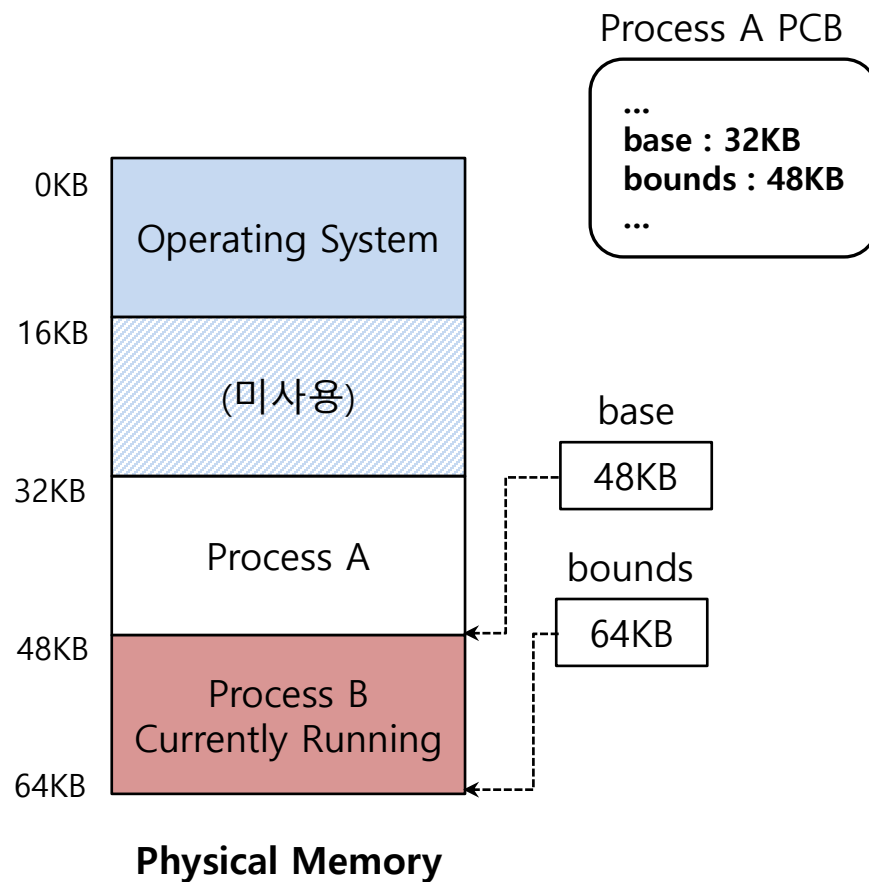 Process A PCB
...
base : 32KB
bounds : 48KB
...
0KB
Operating System
16KB
(미사용)
base
48KB
32KB
Process A
bounds
64KB
48KB
Process B
Currently Running
64KB
Physical Memory